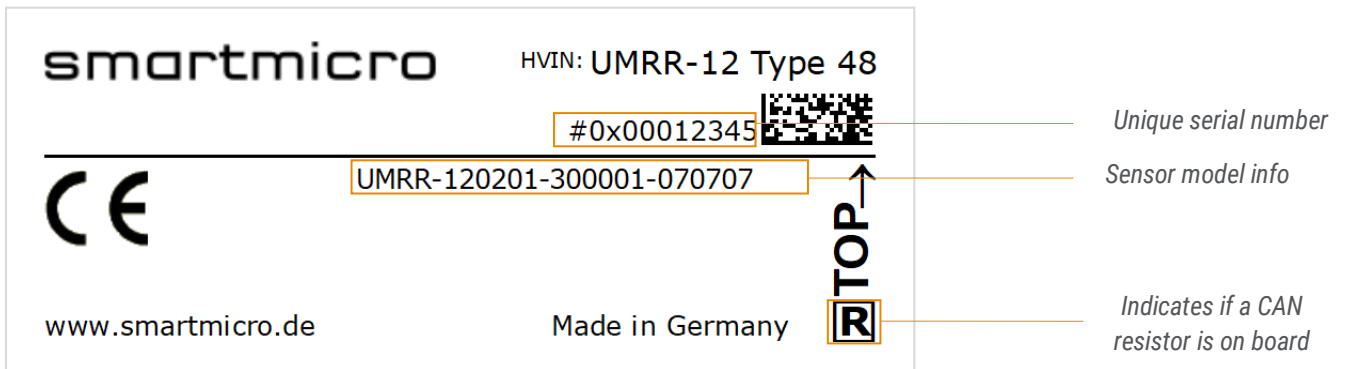 smartmicro
HVIN: UMRR-12 Type 48
#0x00012345
Unique serial number
UMRR-120201-300001-070707
Sensor model info
CE
TOP→
www.smartmicro.de
Made in Germany
R
Indicates if a CAN
resistor is on board